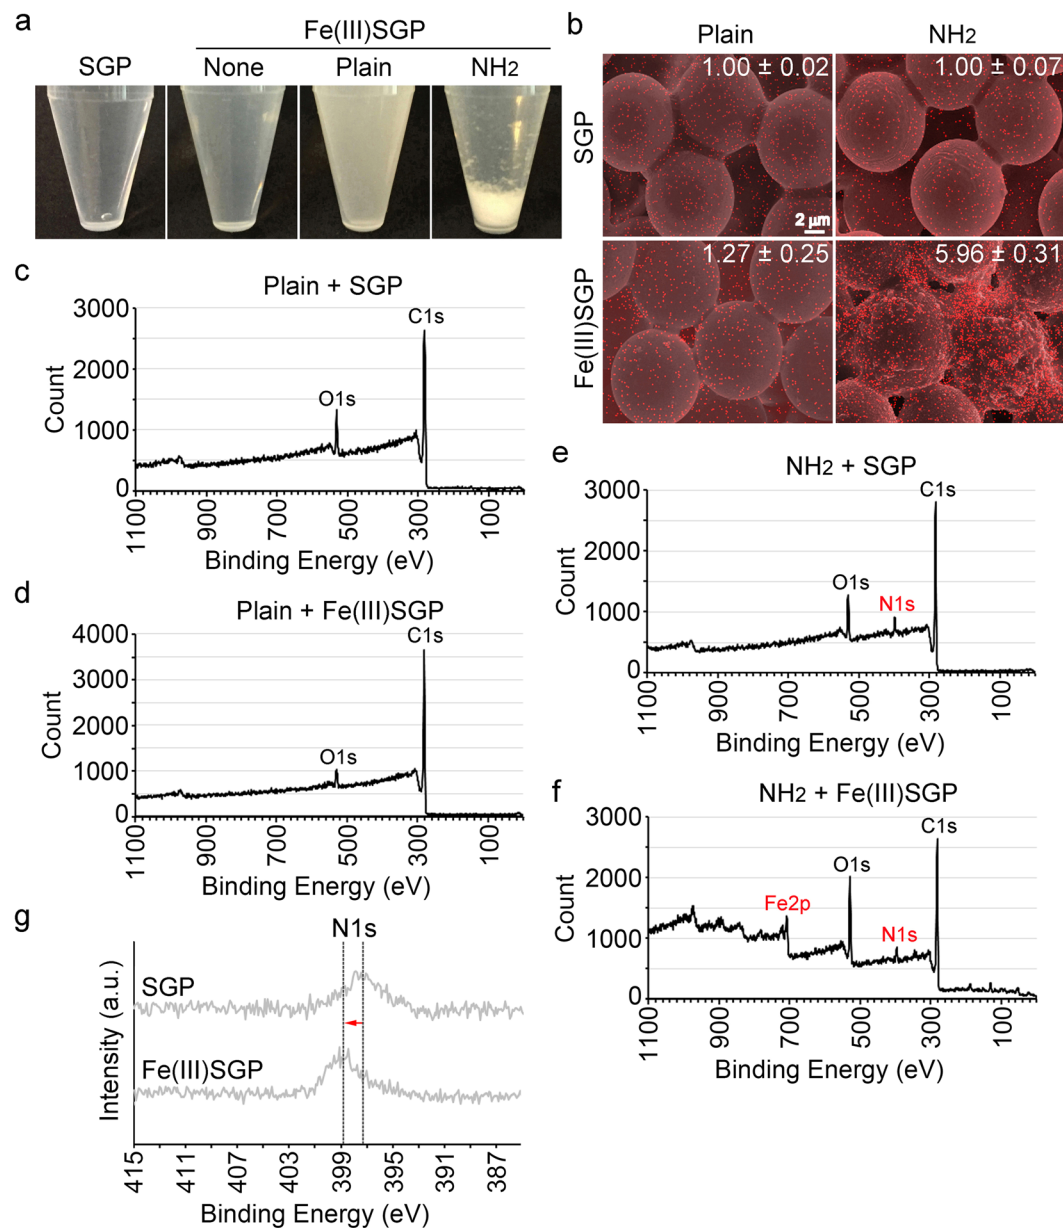 a
Fe(III)SGP
SGP
None
Plain
NH2
b
Plain
NH2
SGP
1.00 ± 0.02
1.00 ± 0.07
2 µm
Fe(III)SGP
1.27 ± 0.25
5.96 ± 0.31
c
Plain + SGP
3000
2000
1000
0
Count
O1s
C1s
1100
900
700
500
300
100
Binding Energy (eV)
d
Plain + Fe(III)SGP
4000
3000
2000
1000
0
Count
O1s
C1s
1100
900
700
500
300
100
Binding Energy (eV)
e
NH2 + SGP
3000
2000
1000
0
Count
O1s
N1s
C1s
1100
900
700
500
300
100
Binding Energy (eV)
f
NH2 + Fe(III)SGP
3000
2000
1000
0
Count
Fe2p
O1s
N1s
C1s
1100
900
700
500
300
100
Binding Energy (eV)
g
N1s
SGP
Fe(III)SGP
Intensity (a.u.)
415
411
407
403
399
395
391
387
Binding Energy (eV)